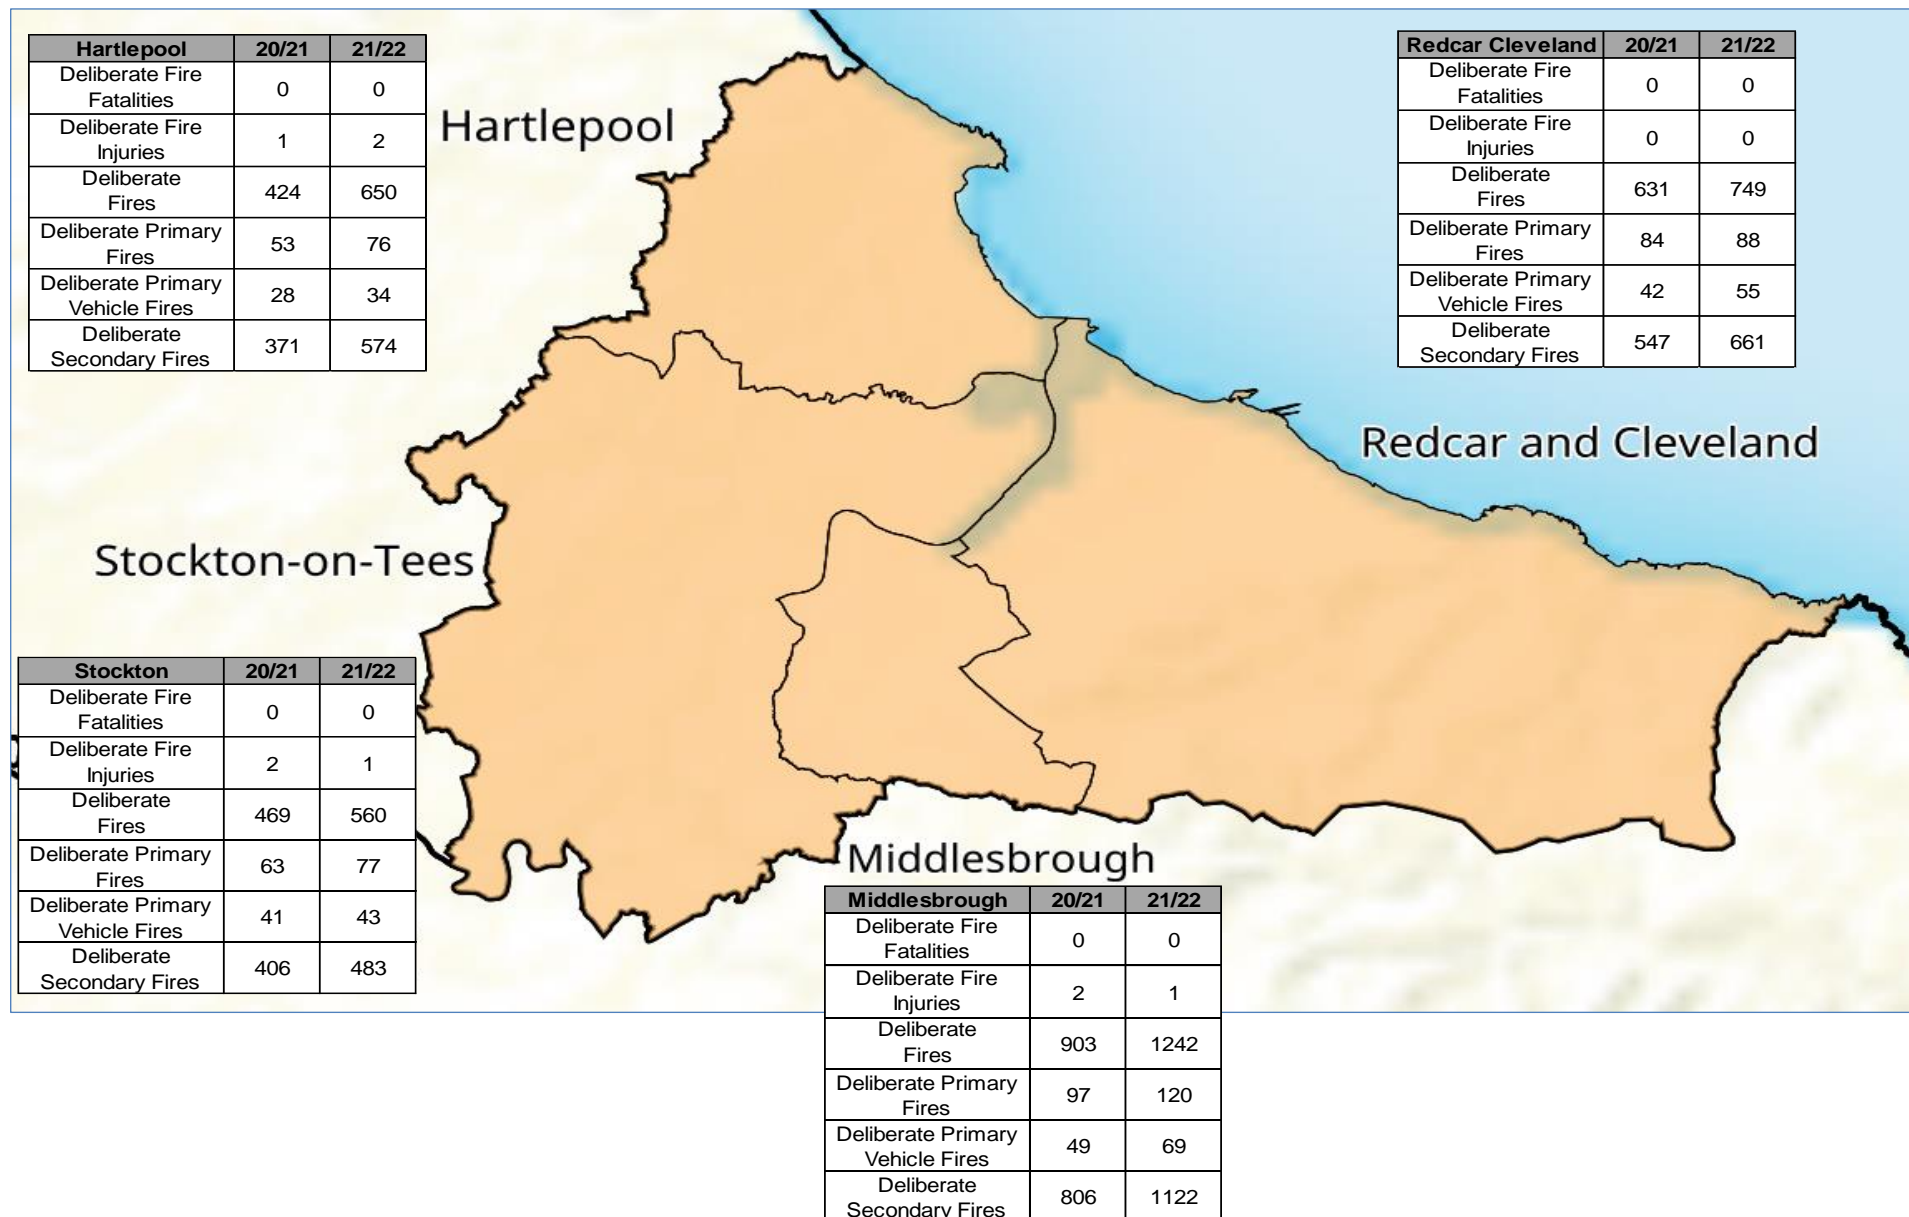 Hartlepool 20/21 21/22
Deliberate Fire
Fatalities 0 0
Deliberate Fire
Injuries 1 2
Deliberate
Fires 424 650
Deliberate Primary
Fires 53 76
Deliberate Primary
Vehicle Fires 28 34
Deliberate
Secondary Fires 371 574
Hartlepool
Redcar Cleveland 20/21 21/22
Deliberate Fire
Fatalities 0 0
Deliberate Fire
Injuries 0 0
Deliberate
Fires 631 749
Deliberate Primary
Fires 84 88
Deliberate Primary
Vehicle Fires 42 55
Deliberate
Secondary Fires 547 661
Redcar and Cleveland
Stockton-on-Tees
Stockton 20/21 21/22
Deliberate Fire
Fatalities 0 0
Deliberate Fire
Injuries 2 1
Deliberate
Fires 469 560
Deliberate Primary
Fires 63 77
Deliberate Primary
Vehicle Fires 41 43
Deliberate
Secondary Fires 406 483
Middlesbrough
Middlesbrough 20/21 21/22
Deliberate Fire
Fatalities 0 0
Deliberate Fire
Injuries 2 1
Deliberate
Fires 903 1242
Deliberate Primary
Fires 97 120
Deliberate Primary
Vehicle Fires 49 69
Deliberate
Secondary Fires 806 1122